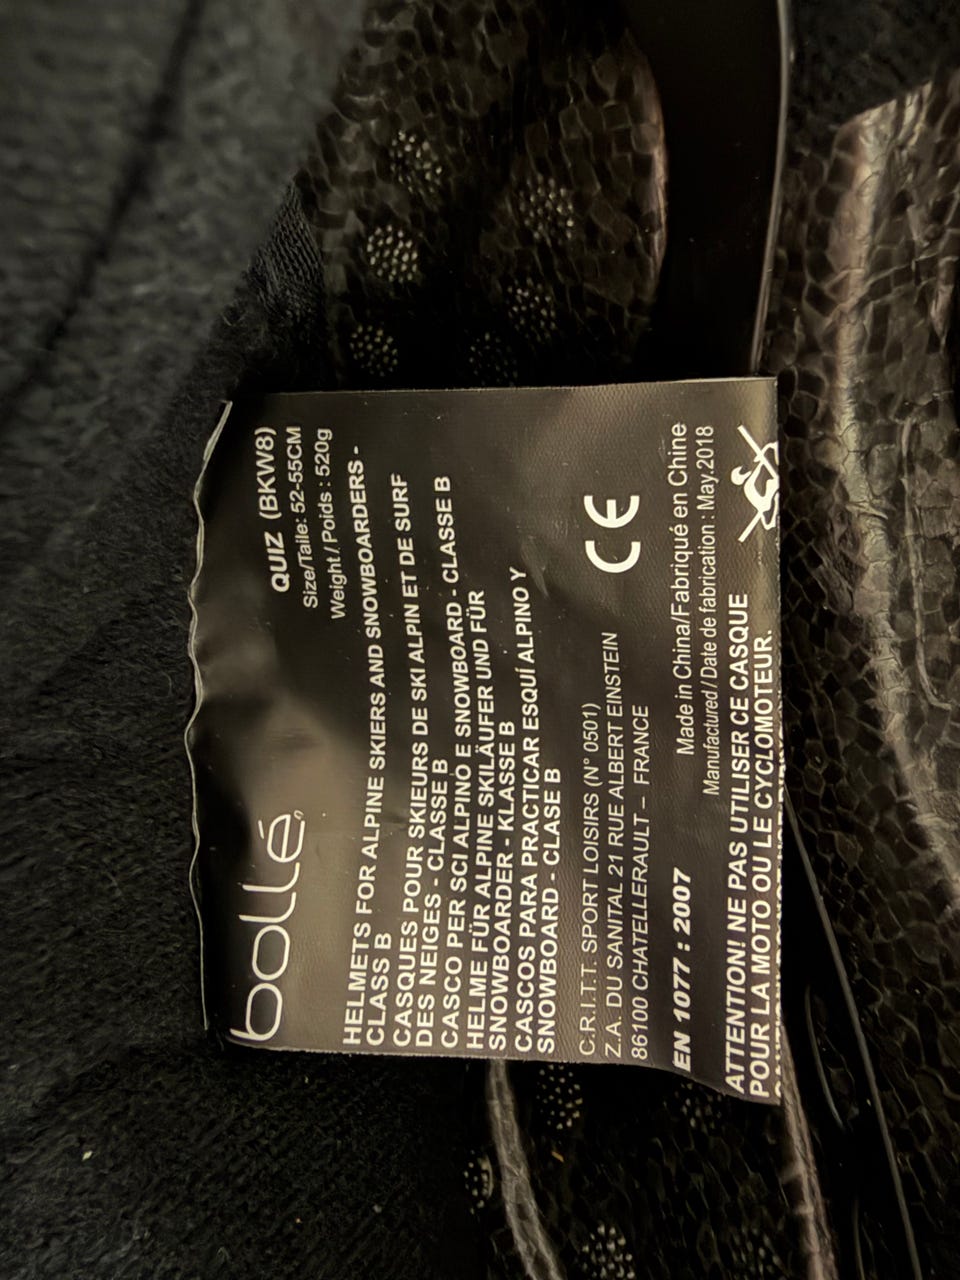 bollé
QUIZ (BKW8)
Size/Taile: 52-55CM
Weight / Poids : 520g
HELMETS FOR ALPINE SKIERS AND SNOWBOARDERS -
CLASS B
CASQUES POUR SKIEURS DE SKI ALPIN ET DE SURF
DES NEIGES - CLASSE B
CASCO PER SCI ALPINO E SNOWBOARD - CLASSE B
HELME FÜR ALPINE SKILÄUFER UND FÜR
SNOWBOARDER - KLASSE B
CASCOS PARA PRACTICAR ESQUÍ ALPINO Y
SNOWBOARD - CLASE B
C.R.I.T.T. SPORT LOISIRS (N° 0501)
Z.A. DU SANITAL 21 RUE ALBERT EINSTEIN
86100 CHATELLERAULT – FRANCE
CE
EN 1077 : 2007
Made in China/Fabriqué en Chine
Manufactured / Date de fabrication : May.2018
ATTENTION! NE PAS UTILISER CE CASQUE
POUR LA MOTO OU LE CYCLOMOTEUR.